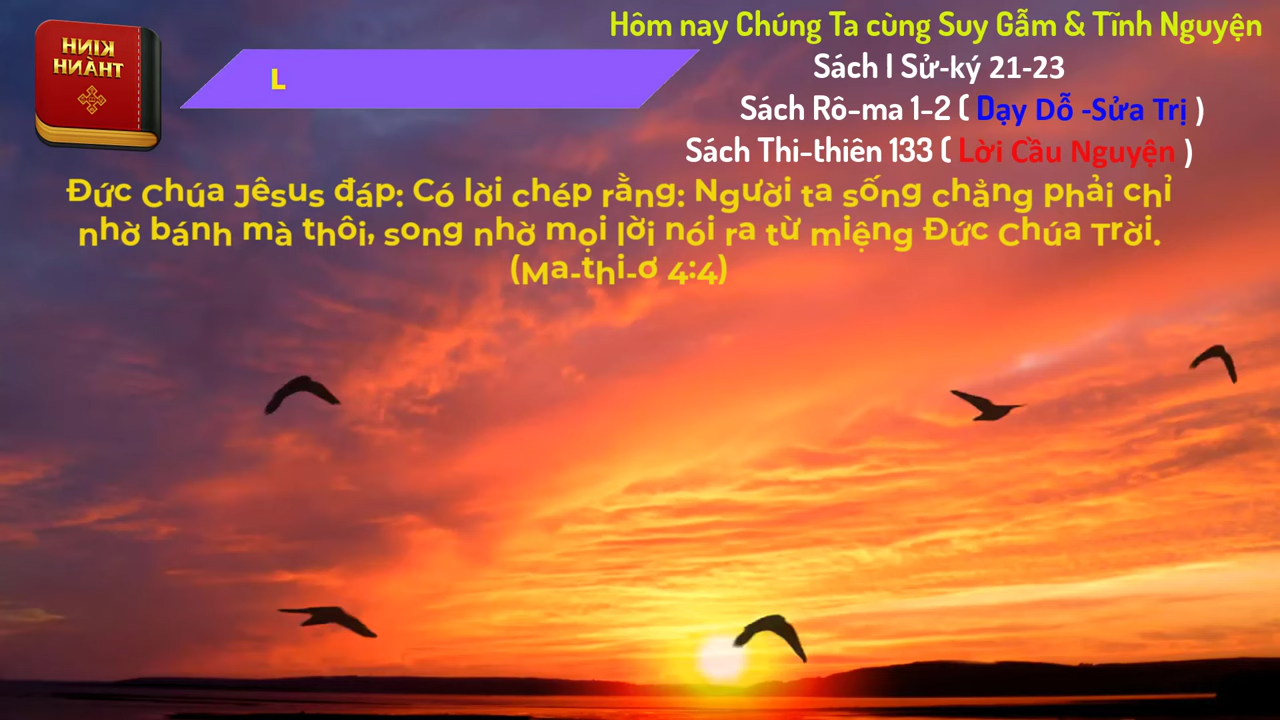 KINH
THÀNH
L
Hôm nay Chúng Ta cùng Suy Gẫm & Tĩnh Nguyện
Sách I Sử-ký 21-23
Sách Rô-ma 1-2 ( Dạy Dỗ -Sửa Trị )
Sách Thi-thiên 133 ( Lời Cầu Nguyện )
Đức Chúa Jêsus đáp: Có lời chép rằng: Người ta sống chẳng phải chỉ
nhờ bánh mà thôi, song nhờ mọi lời nói ra từ miệng Đức Chúa Trời.
(Ma-thi-ơ 4:4)